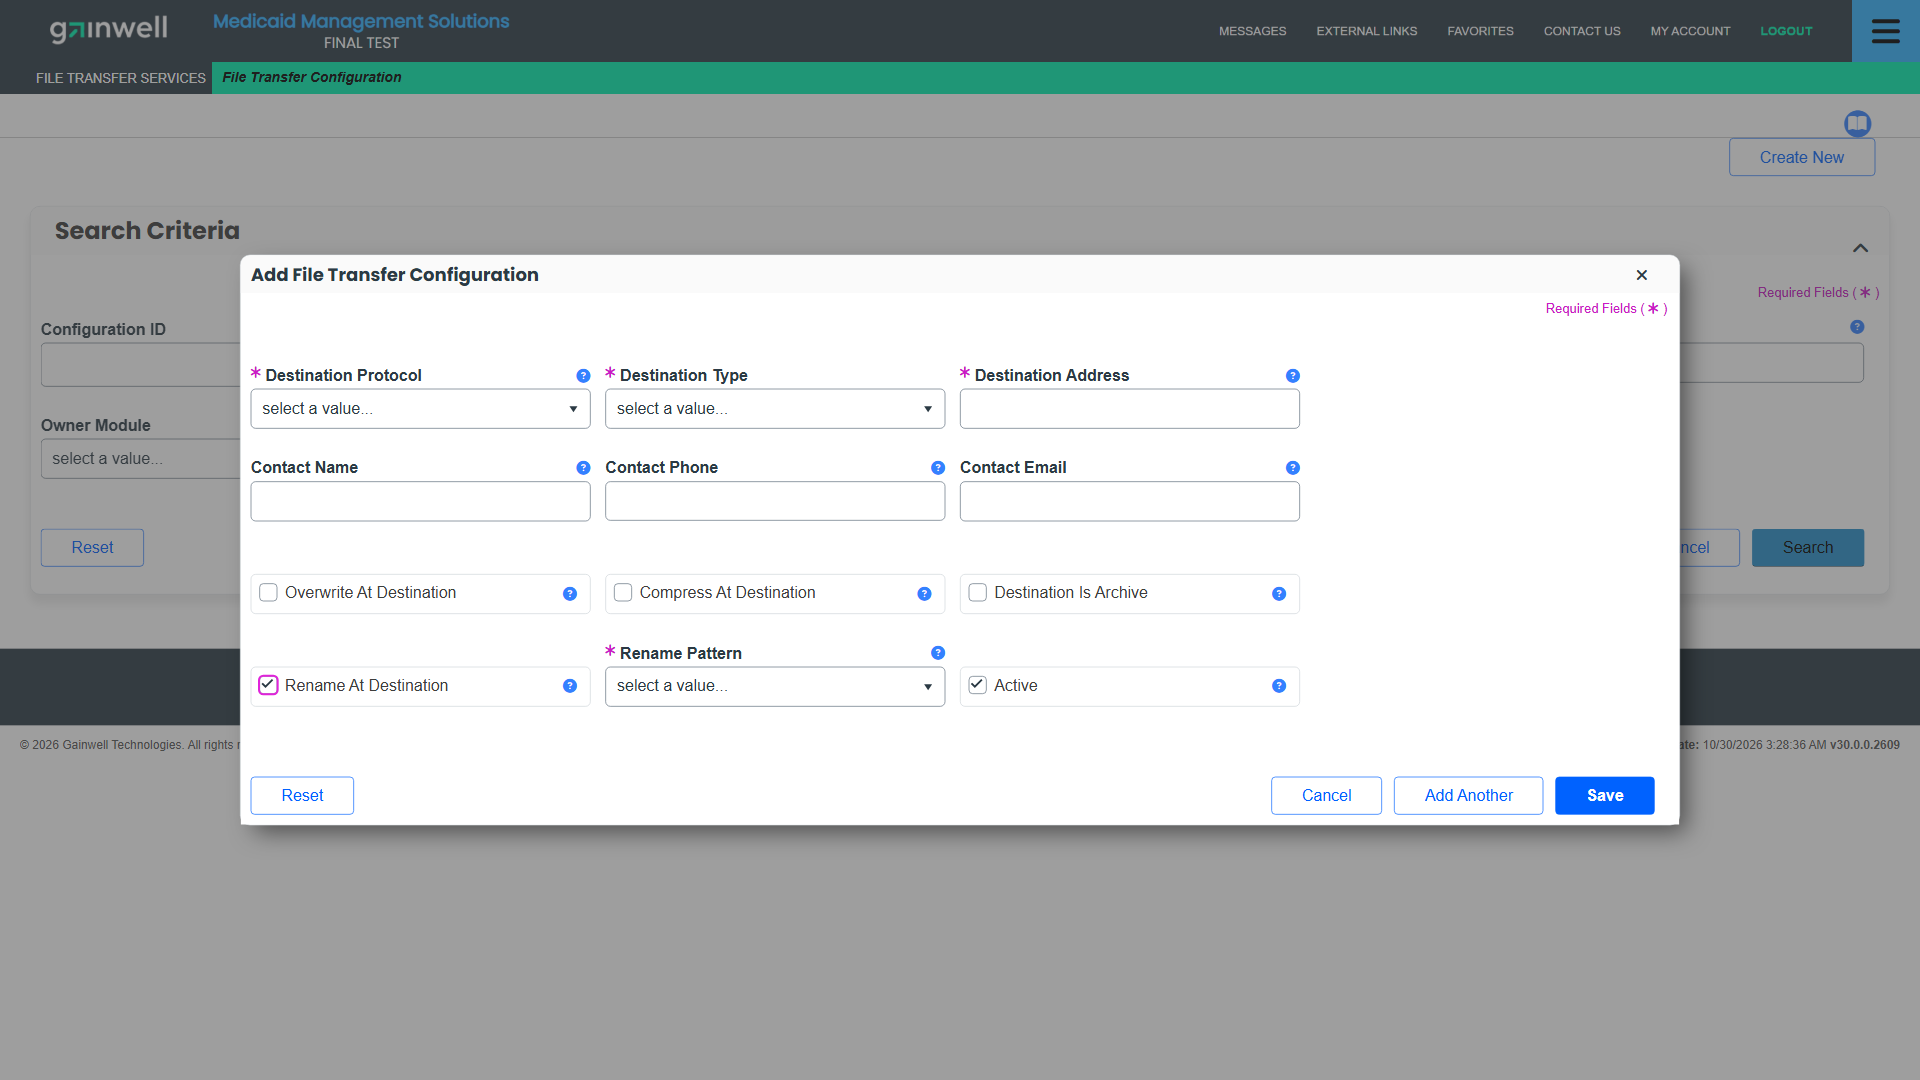 gainwell
Medicaid Management Solutions
FINAL TEST
MESSAGES
EXTERNAL LINKS
FAVORITES
CONTACT US
MY ACCOUNT
LOGOUT
FILE TRANSFER SERVICES
File Transfer Configuration
Create New
Search Criteria
Required Fields ( * )
Configuration ID
Owner Module
select a value...
Reset
ncel
Search
Add File Transfer Configuration
Required Fields ( * )
* Destination Protocol
* Destination Type
* Destination Address
select a value...
select a value...
Contact Name
Contact Phone
Contact Email
Overwrite At Destination
Compress At Destination
Destination Is Archive
* Rename Pattern
Rename At Destination
select a value...
Active
Reset
Cancel
Add Another
Save
© 2026 Gainwell Technologies. All rights
ate: 10/30/2026 3:28:36 AM v30.0.0.2609